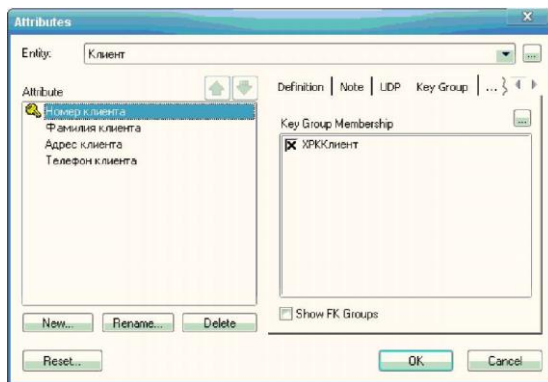 Attributes
Entity: Клиент ...
Attribute
Номер клиента
Фамилия клиента
Адрес клиента
Телефон клиента
New... Rename... Delete
Reset...
Definition Note UDP Key Group ...
Key Group Membership ...
ХРККлиент
Show FK Groups
OK Cancel